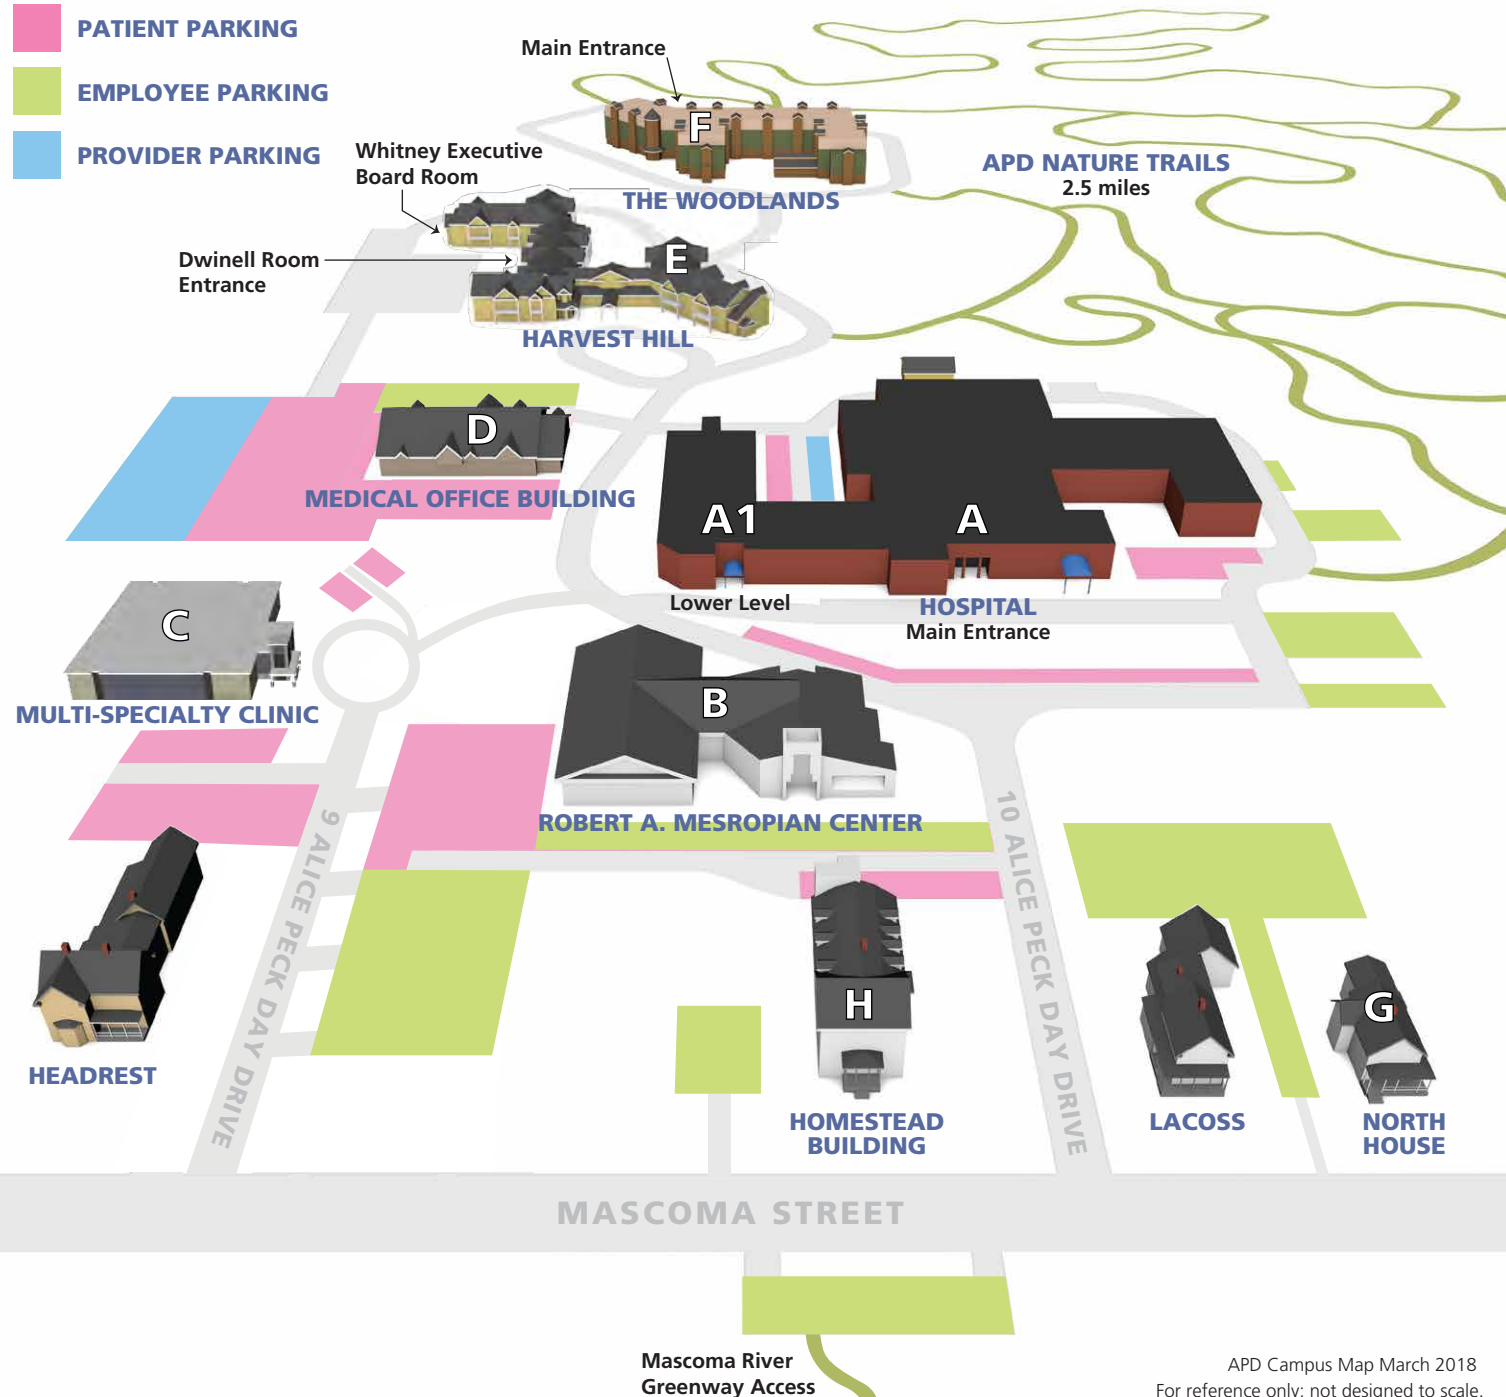 PATIENT PARKING
EMPLOYEE PARKING
PROVIDER PARKING
Main Entrance
F
THE WOODLANDS
APD NATURE TRAILS
2.5 miles
Whitney Executive
Board Room
Dwinell Room
Entrance
E
HARVEST HILL
D
MEDICAL OFFICE BUILDING
A1
A
Lower Level
HOSPITAL
Main Entrance
C
MULTI-SPECIALTY CLINIC
B
ROBERT A. MESROPIAN CENTER
9 ALICE PECK DAY DRIVE
10 ALICE PECK DAY DRIVE
HEADREST
H
HOMESTEAD
BUILDING
LACOSS
G
NORTH
HOUSE
MASCOMA STREET
Mascoma River
Greenway Access
APD Campus Map March 2018
For reference only; not designed to scale.